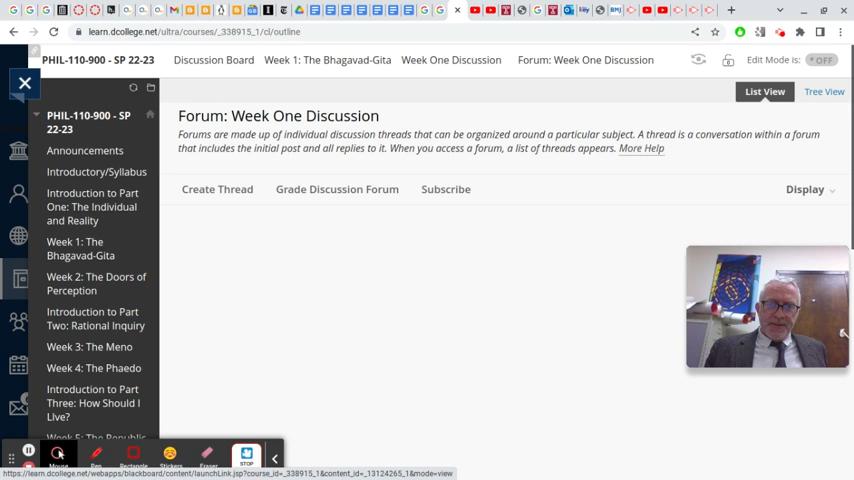 learn.dcollege.net/ultra/courses/_338915_1/cl/outline
PHIL-110-900 - SP 22-23
Discussion Board
Week 1: The Bhagavad-Gita
Week One Discussion
Forum: Week One Discussion
Edit Mode is:
OFF
List View
Tree View
PHIL-110-900 - SP
22-23
Announcements
Introductory/Syllabus
Introduction to Part
One: The Individual
and Reality
Week 1: The
Bhagavad-Gita
Week 2: The Doors of
Perception
Introduction to Part
Two: Rational Inquiry
Week 3: The Meno
Week 4: The Phaedo
Introduction to Part
Three: How Should I
Live?
Week 5: The Republic
Forum: Week One Discussion
Forums are made up of individual discussion threads that can be organized around a particular subject. A thread is a conversation within a forum
that includes the initial post and all replies to it. When you access a forum, a list of threads appears. More Help
Create Thread
Grade Discussion Forum
Subscribe
Display
Mouse
Pen
Rectangle
Stickers
Eraser
STOP
https://learn.dcollege.net/webapps/blackboard/content/launchLink.jsp?course_id=_338915_1&content_id=_13124265_1&mode=view